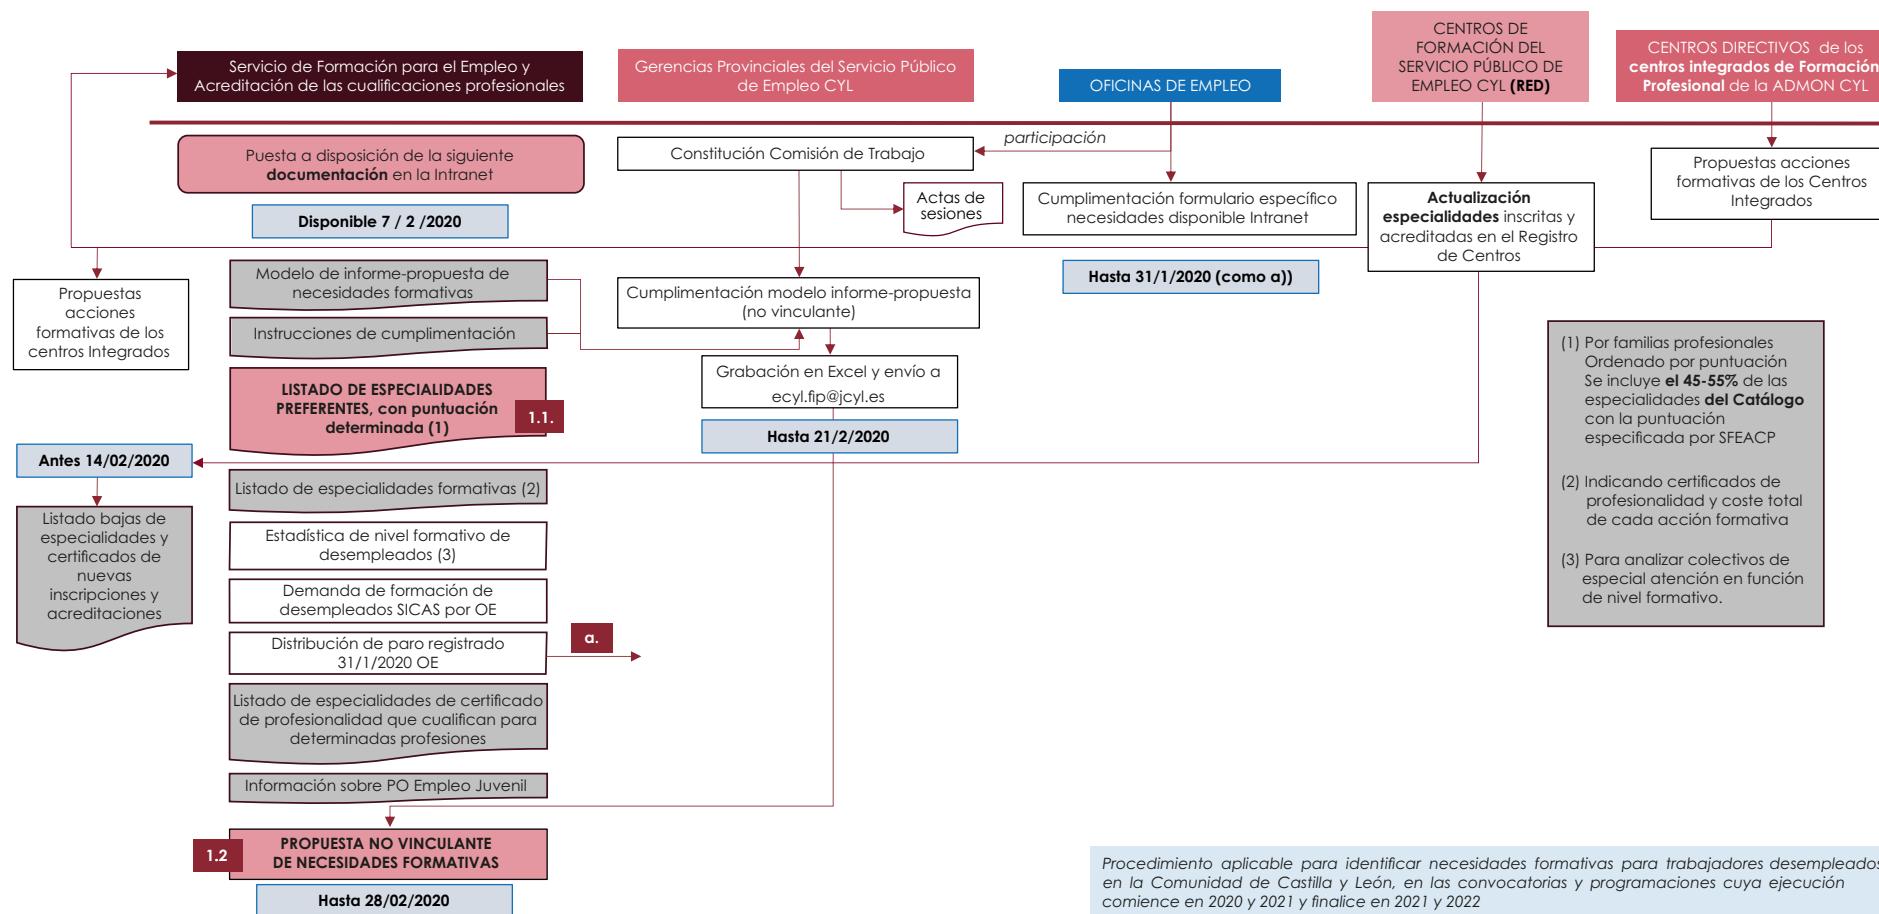 Servicio de Formación para el Empleo y
Acreditación de las cualificaciones profesionales
Gerencias Provinciales del Servicio Público
de Empleo CYL
OFICINAS DE EMPLEO
CENTROS DE
FORMACIÓN DEL
SERVICIO PÚBLICO DE
EMPLEO CYL (RED)
CENTROS DIRECTIVOS de los
centros integrados de Formación
Profesional de la ADMON CYL
Puesta a disposición de la siguiente
documentación en la Intranet
Disponible 7 / 2 /2020
Constitución Comisión de Trabajo
participación
Actas de
sesiones
Cumplimentación formulario específico
necesidades disponible Intranet
Hasta 31/1/2020 (como a))
Actualización
especialidades inscritas y
acreditadas en el Registro
de Centros
Propuestas acciones
formativas de los Centros
Integrados
Propuestas
acciones
formativas de los
centros Integrados
Modelo de informe-propuesta de
necesidades formativas
Instrucciones de cumplimentación
Cumplimentación modelo informe-propuesta
(no vinculante)
Grabación en Excel y envío a
ecyl.fip@jcyl.es
Hasta 21/2/2020
LISTADO DE ESPECIALIDADES
PREFERENTES, con puntuación
determinada (1)
1.1.
Antes 14/02/2020
Listado bajas de
especialidades y
certificados de
nuevas
inscripciones y
acreditaciones
Listado de especialidades formativas (2)
Estadística de nivel formativo de
desempleados (3)
Demanda de formación de
desempleados SICAS por OE
Distribución de paro registrado
31/1/2020 OE
a.
Listado de especialidades de certificado
de profesionalidad que cualifican para
determinadas profesiones
Información sobre PO Empleo Juvenil
1.2
PROPUESTA NO VINCULANTE
DE NECESIDADES FORMATIVAS
Hasta 28/02/2020
(1) Por familias profesionales
Ordenado por puntuación
Se incluye el 45-55% de las
especialidades del Catálogo
con la puntuación
especificada por SFEACP
(2) Indicando certificados de
profesionalidad y coste total
de cada acción formativa
(3) Para analizar colectivos de
especial atención en función
de nivel formativo.
Procedimiento aplicable para identificar necesidades formativas para trabajadores desempleados
en la Comunidad de Castilla y León, en las convocatorias y programaciones cuya ejecución
comience en 2020 y 2021 y finalice en 2021 y 2022